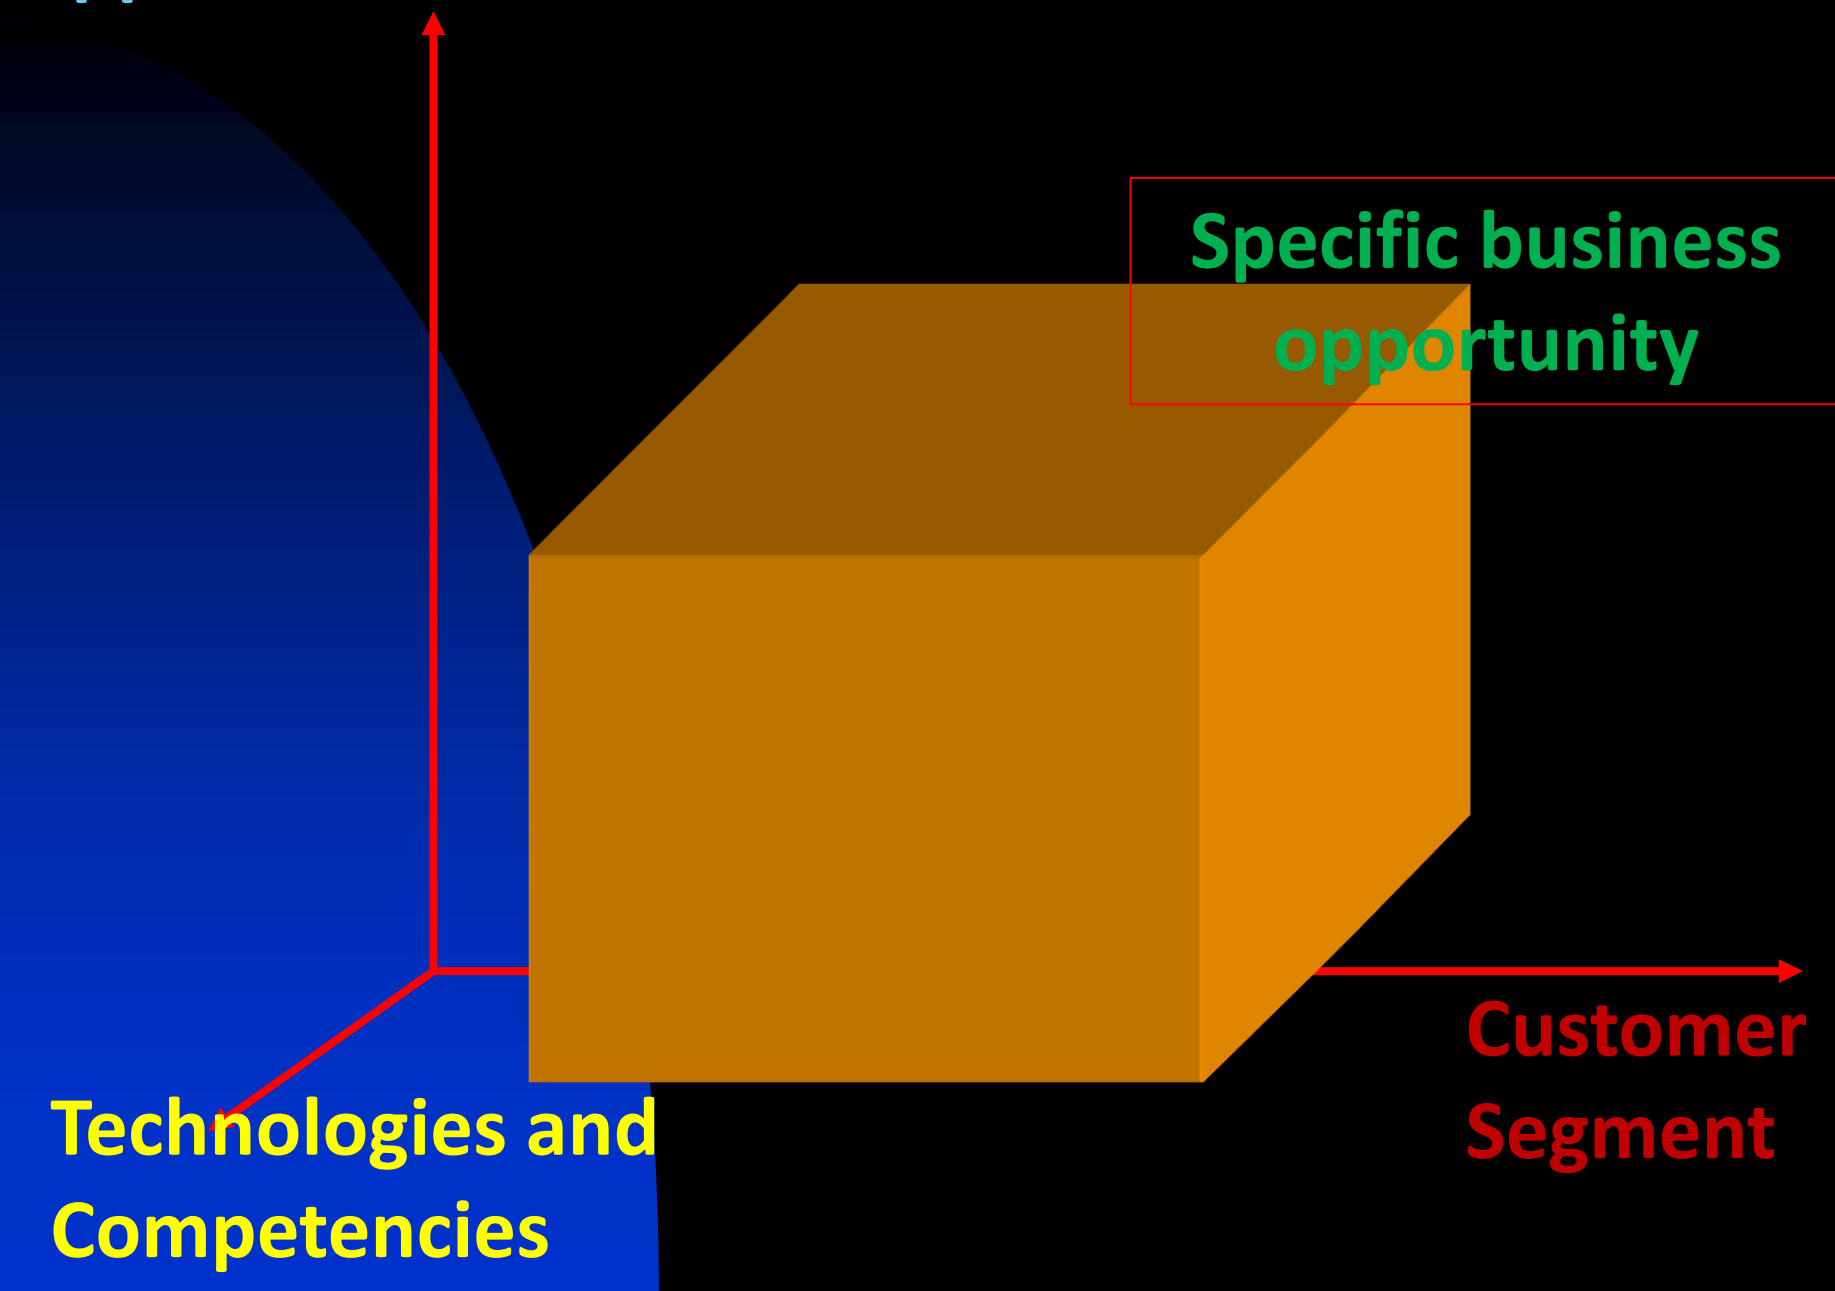 Specific business
opportunity
Customer
Segment
Technologies and
Competencies